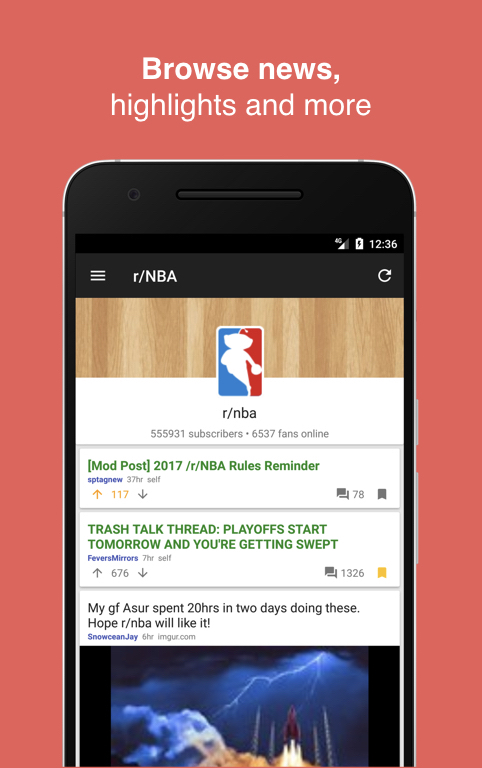 Browse news,
highlights and more
4G
12:36
r/NBA
r/nba
555931 subscribers • 6537 fans online
[Mod Post] 2017 /r/NBA Rules Reminder
sptagnew 37hr self
117
78
TRASH TALK THREAD: PLAYOFFS START
TOMORROW AND YOU'RE GETTING SWEPT
FeversMirrors 7hr self
676
1326
My gf Asur spent 20hrs in two days doing these.
Hope r/nba will like it!
SnowceanJay 6hr imgur.com